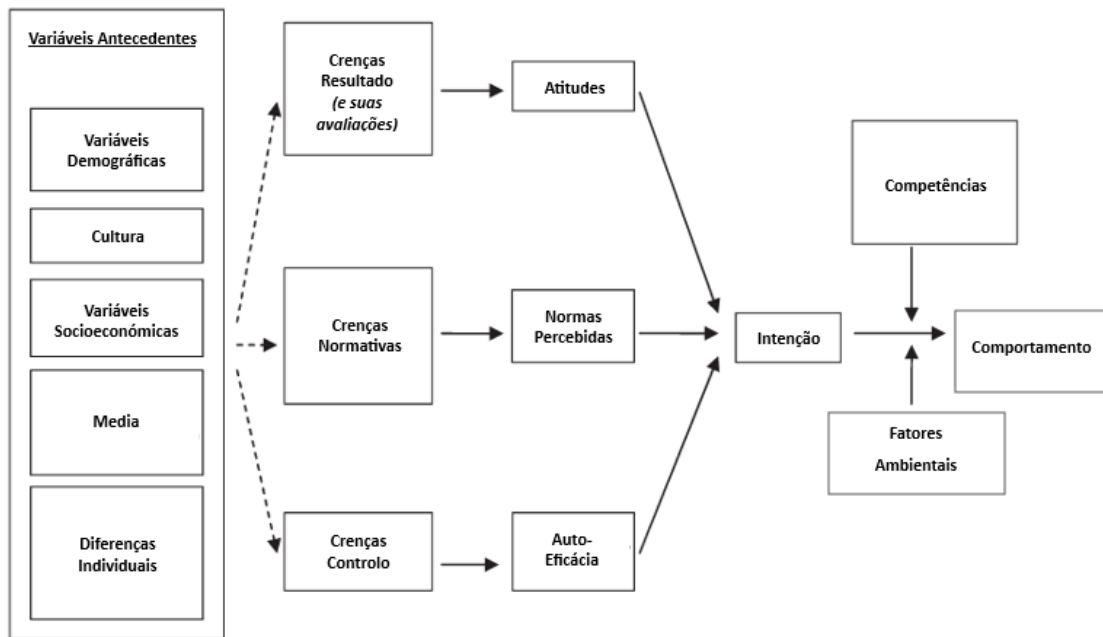 Variáveis Antecedentes
Variáveis
Demográficas
Cultura
Variáveis
Socioeconómicas
Media
Diferenças
Individuais
Crenças
Resultado
(e suas
avaliações)
Crenças
Normativas
Crenças
Controlo
Atitudes
Normas
Percebidas
Auto-
Eficácia
Intenção
Competências
Fatores
Ambientais
Comportamento